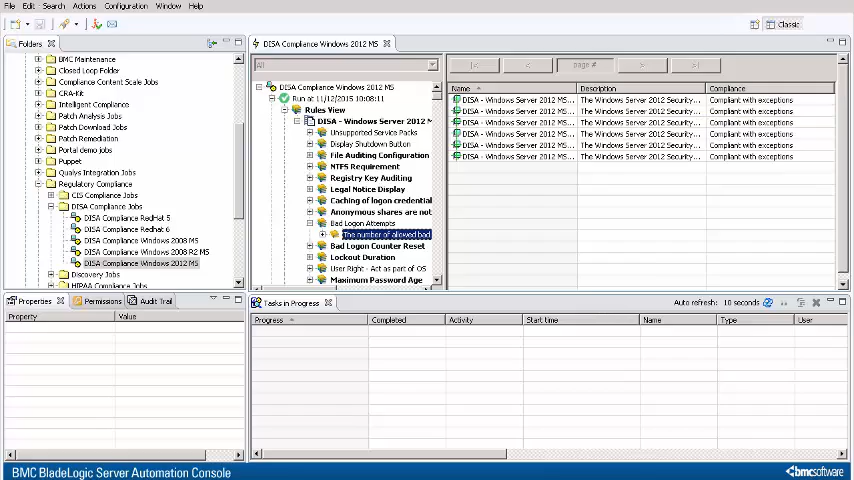 File Edit Search Actions Configuration Window Help
Classic
Folders
BMC Maintenance
Closed Loop Folder
Compliance Content Scale Jobs
CRA-Kit
Intelligent Compliance
Patch Analysis Jobs
Patch Download Jobs
Patch Remediation
Portal demo jobs
Puppet
Qualys Integration Jobs
Regulatory Compliance
CIS Compliance Jobs
DISA Compliance Jobs
DISA Compliance RedHat 5
DISA Compliance Redhat 6
DISA Compliance Windows 2008 MS
DISA Compliance Windows 2008 R2 MS
DISA Compliance Windows 2012 MS
Discovery Jobs
HIPAA Compliance Jobs
DISA Compliance Windows 2012 MS
All
DISA Compliance Windows 2012 MS
Run at 11/12/2015 10:08:11
Rules View
DISA - Windows Server 2012 M
Unsupported Service Packs
Display Shutdown Button
File Auditing Configuration
NTFS Requirement
Registry Key Auditing
Legal Notice Display
Caching of logon credential
Anonymous shares are not
Bad Logon Attempts
The number of allowed bad
Bad Logon Counter Reset
Lockout Duration
User Right - Act as part of OS
Maximum Password Age
|< < page # > >|
Name Description Compliance
DISA - Windows Server 2012 MS... The Windows Server 2012 Security... Compliant with exceptions
DISA - Windows Server 2012 MS... The Windows Server 2012 Security... Compliant with exceptions
DISA - Windows Server 2012 MS... The Windows Server 2012 Security... Compliant with exceptions
DISA - Windows Server 2012 MS... The Windows Server 2012 Security... Compliant with exceptions
DISA - Windows Server 2012 MS... The Windows Server 2012 Security... Compliant with exceptions
DISA - Windows Server 2012 MS... The Windows Server 2012 Security... Compliant with exceptions
Properties Permissions Audit Trail
Property Value
Tasks in Progress Auto refresh: 10 seconds
Progress Completed Activity Start time Name Type User
BMC BladeLogic Server Automation Console
bmcsoftware